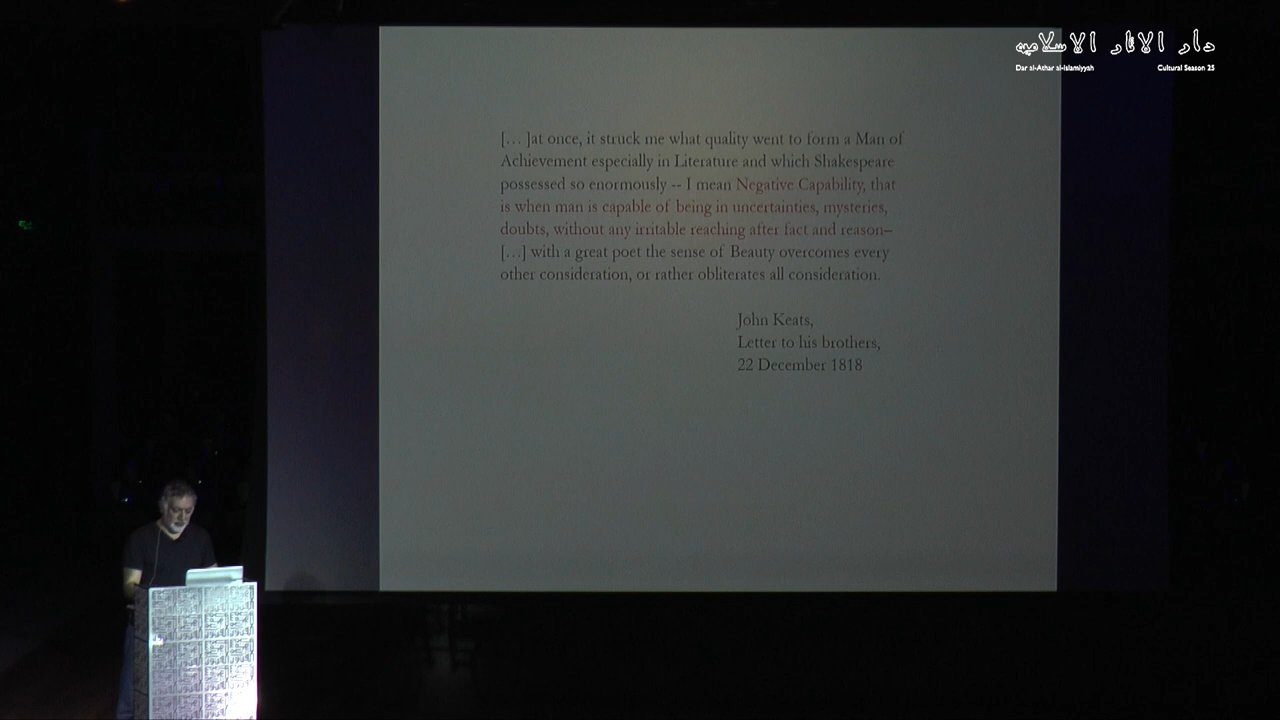 دار الآثار الاسلاميه
Dar al-Athar al-Islamiyyah Cultural Season 25
[… ]at once, it struck me what quality went to form a Man of
Achievement especially in Literature and which Shakespeare
possessed so enormously -- I mean Negative Capability, that
is when man is capable of being in uncertainties, mysteries,
doubts, without any irritable reaching after fact and reason–
[…] with a great poet the sense of Beauty overcomes every
other consideration, or rather obliterates all consideration.
John Keats,
Letter to his brothers,
22 December 1818